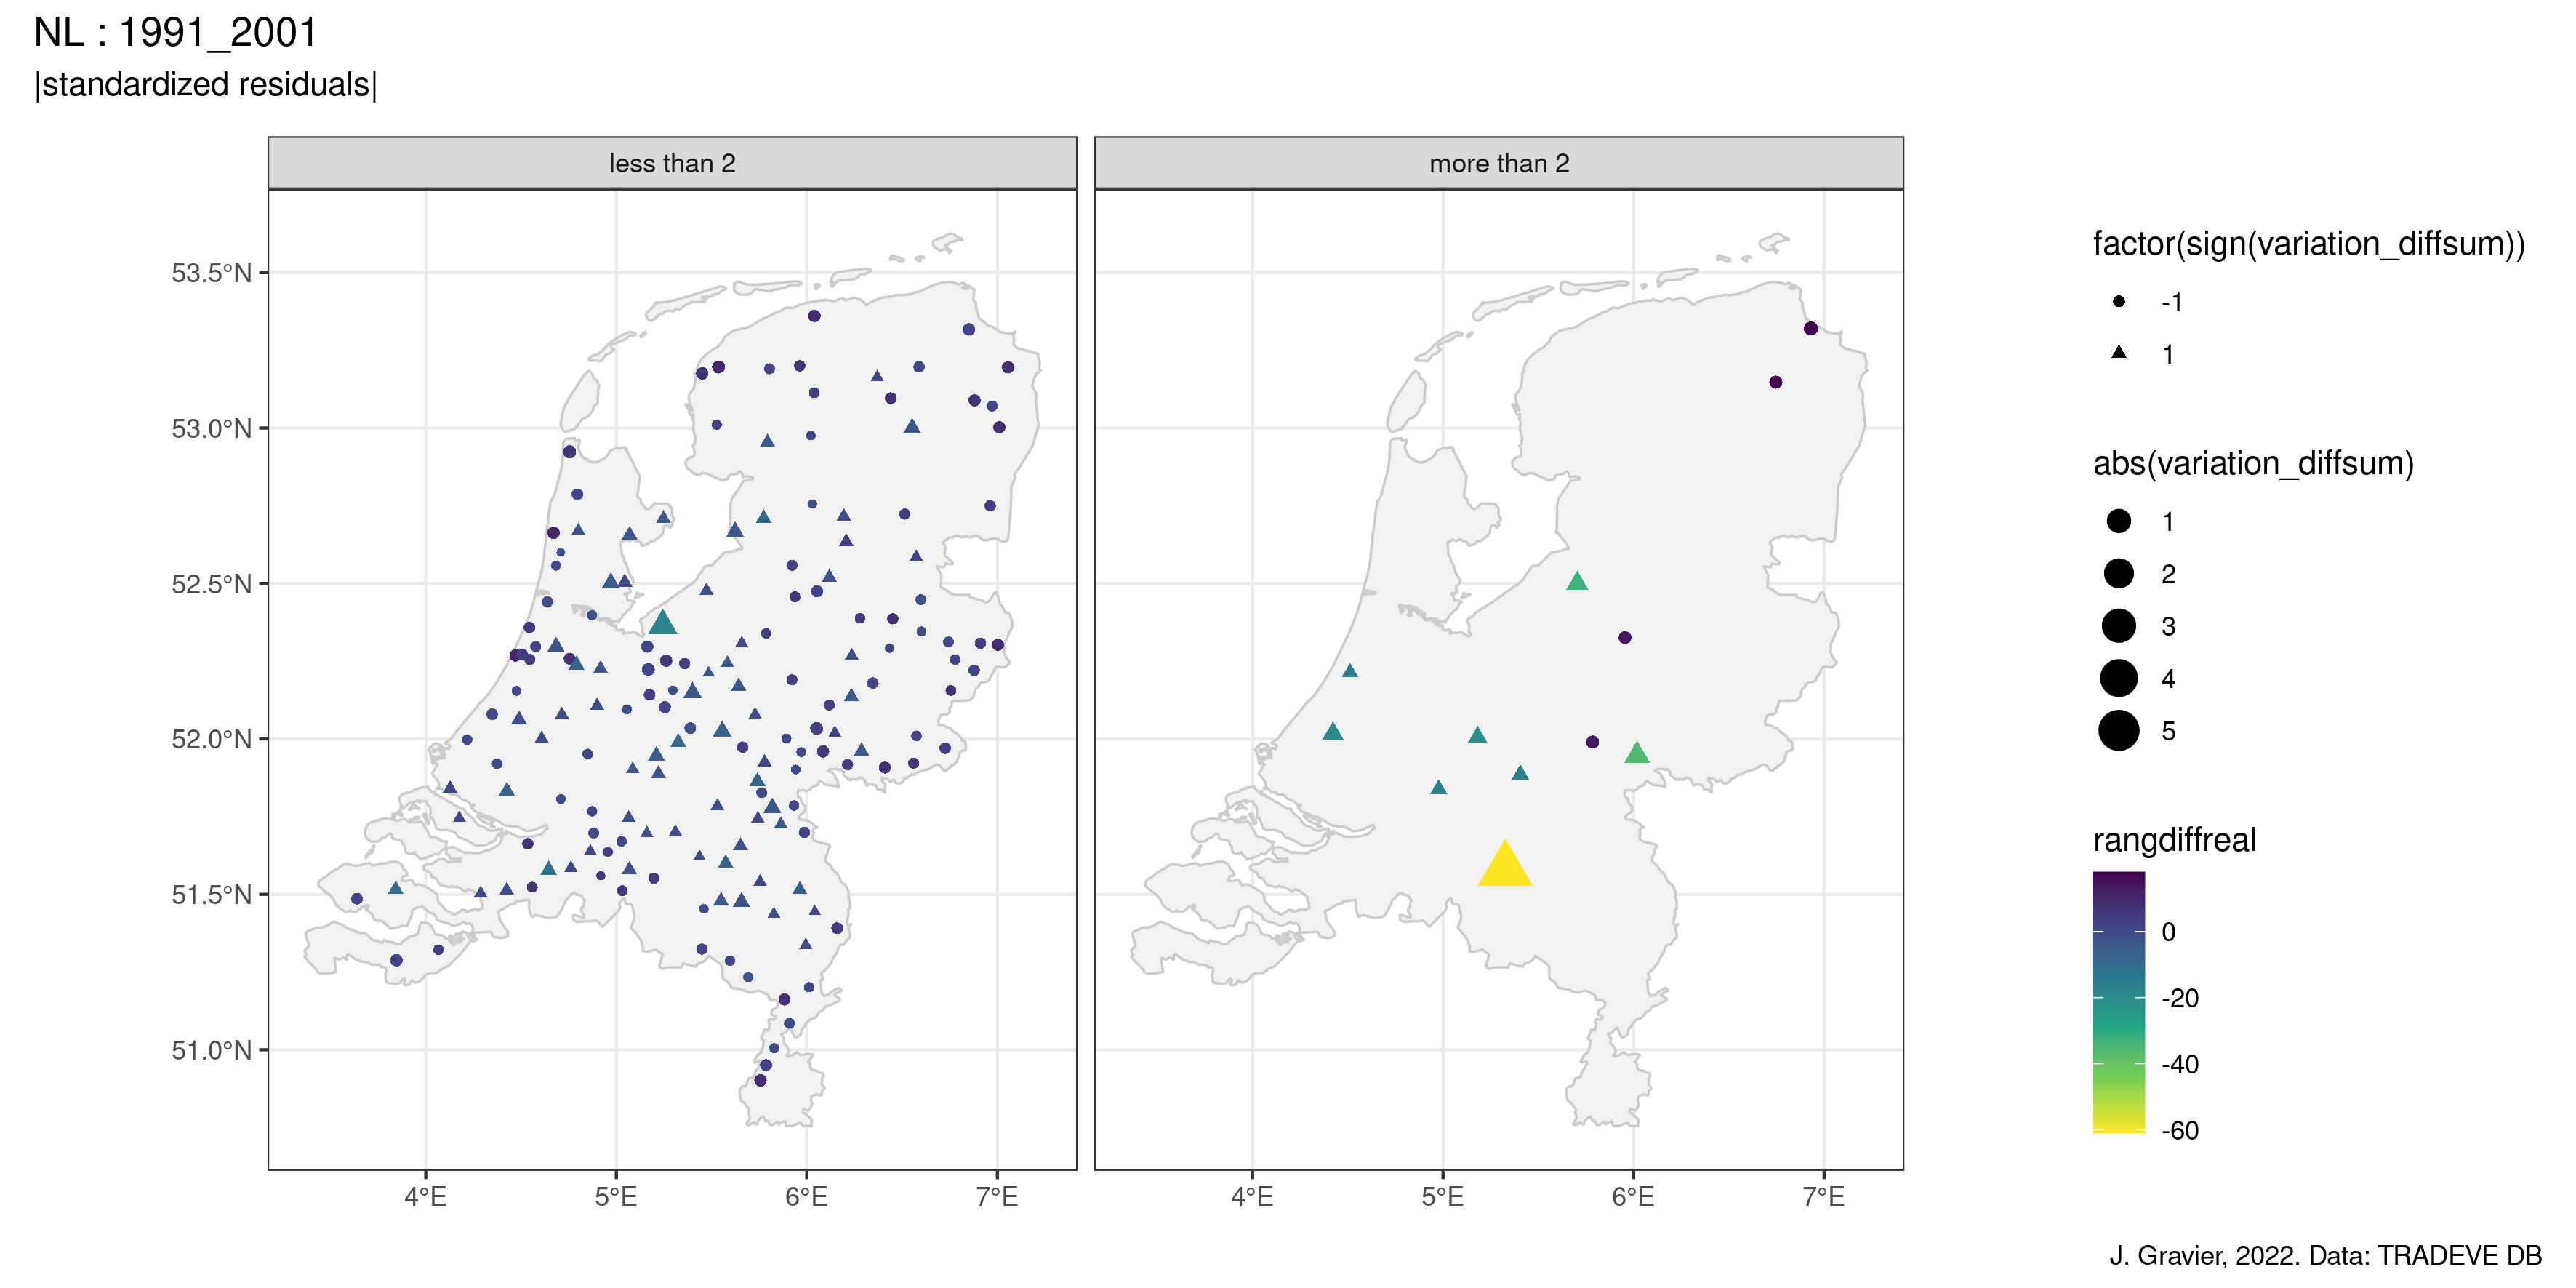 NL : 1991_2001
|standardized residuals|
less than 2
more than 2
53.5°N
53.0°N
52.5°N
52.0°N
51.5°N
51.0°N
4°E
5°E
6°E
7°E
4°E
5°E
6°E
7°E
factor(sign(variation_diffsum))
-1
1
abs(variation_diffsum)
1
2
3
4
5
rangdiffreal
0
-20
-40
-60
J. Gravier, 2022. Data: TRADEVE DB